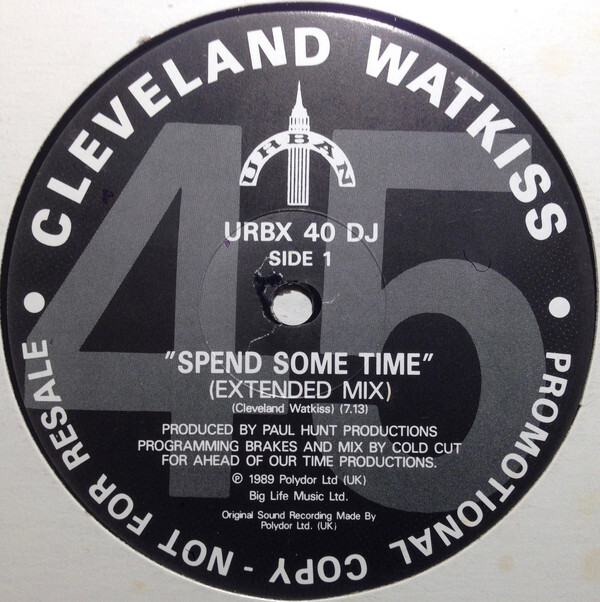 CLEVELAND WATKISS
URBAN
45
URBX 40 DJ
SIDE 1
"SPEND SOME TIME"
(EXTENDED MIX)
(Cleveland Watkiss) (7.13)
PRODUCED BY PAUL HUNT PRODUCTIONS
PROGRAMMING BRAKES AND MIX BY COLD CUT
FOR AHEAD OF OUR TIME PRODUCTIONS.
℗ 1989 Polydor Ltd (UK)
Big Life Music Ltd.
Original Sound Recording Made By
Polydor Ltd. (UK)
PROMOTIONAL COPY - NOT FOR RESALE